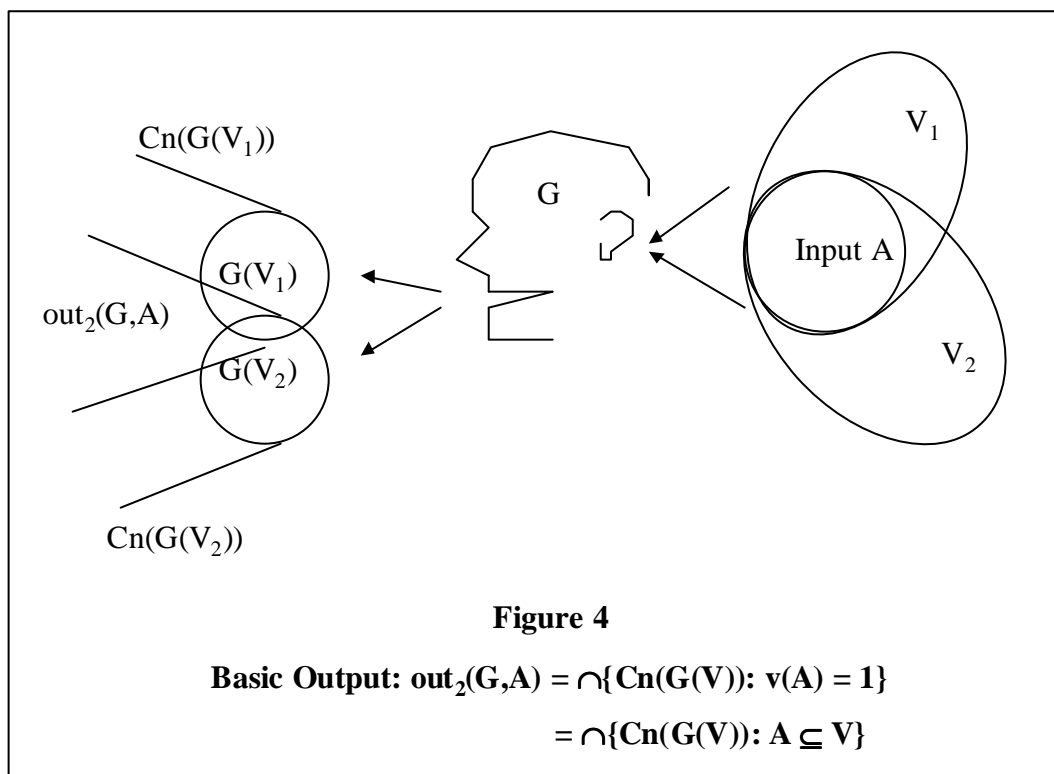 Cn(G(V₁))
V₁
G
G(V₁)
Input A
out₂(G,A)
G(V₂)
V₂
Cn(G(V₂))
Figure 4
Basic Output: out₂(G,A) = ∩{Cn(G(V)): v(A) = 1}
= ∩{Cn(G(V)): A ⊆ V}